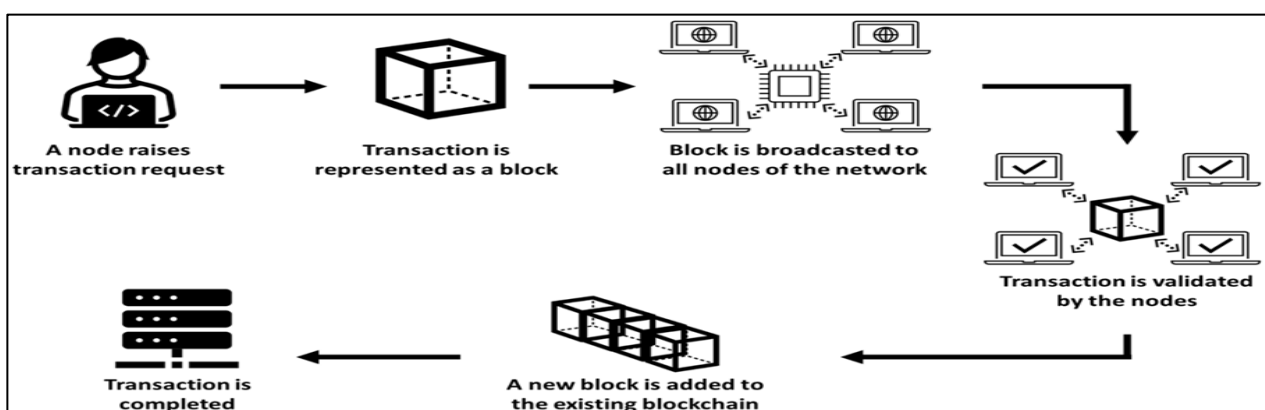 </>
A node raises
transaction request
Transaction is
represented as a block
Block is broadcasted to
all nodes of the network
Transaction is validated
by the nodes
A new block is added to
the existing blockchain
Transaction is
completed